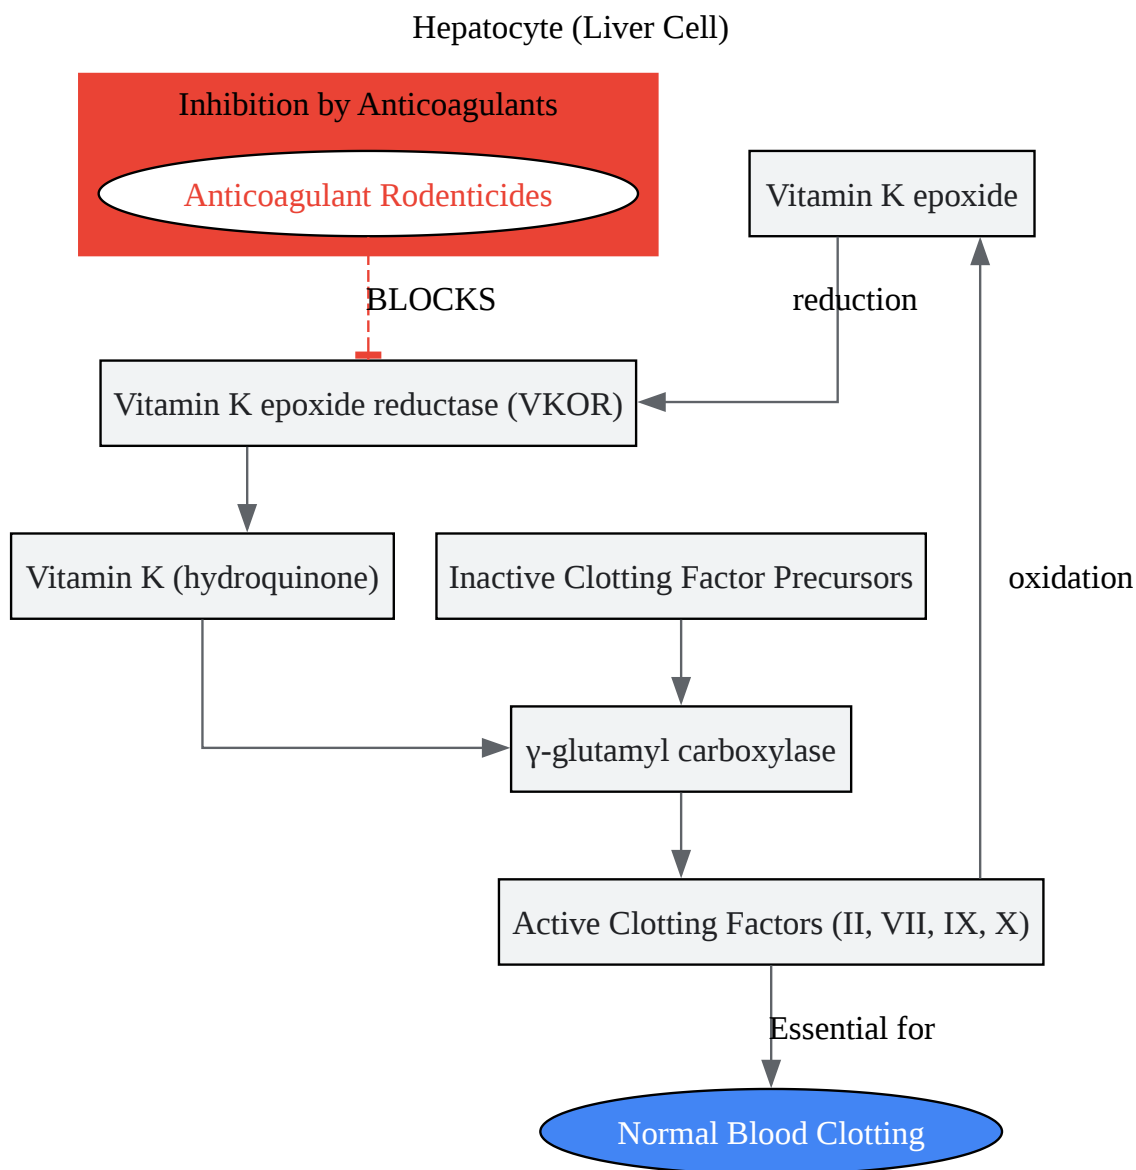 Hepatocyte (Liver Cell)
Inhibition by Anticoagulants
Anticoagulant Rodenticides
Vitamin K epoxide
BLOCKS
reduction
Vitamin K epoxide reductase (VKOR)
Vitamin K (hydroquinone)
Inactive Clotting Factor Precursors
oxidation
γ-glutamyl carboxylase
Active Clotting Factors (II, VII, IX, X)
Essential for
Normal Blood Clotting